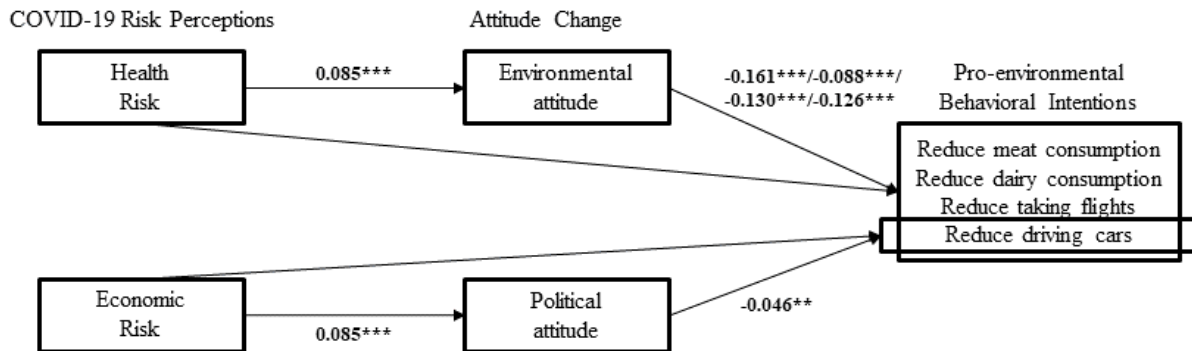 COVID-19 Risk Perceptions
Attitude Change
Health
Risk
0.085***
Environmental
attitude
-0.161***/-0.088***/
-0.130***/-0.126***
Pro-environmental
Behavioral Intentions
Reduce meat consumption
Reduce dairy consumption
Reduce taking flights
Reduce driving cars
Economic
Risk
0.085***
Political
attitude
-0.046**